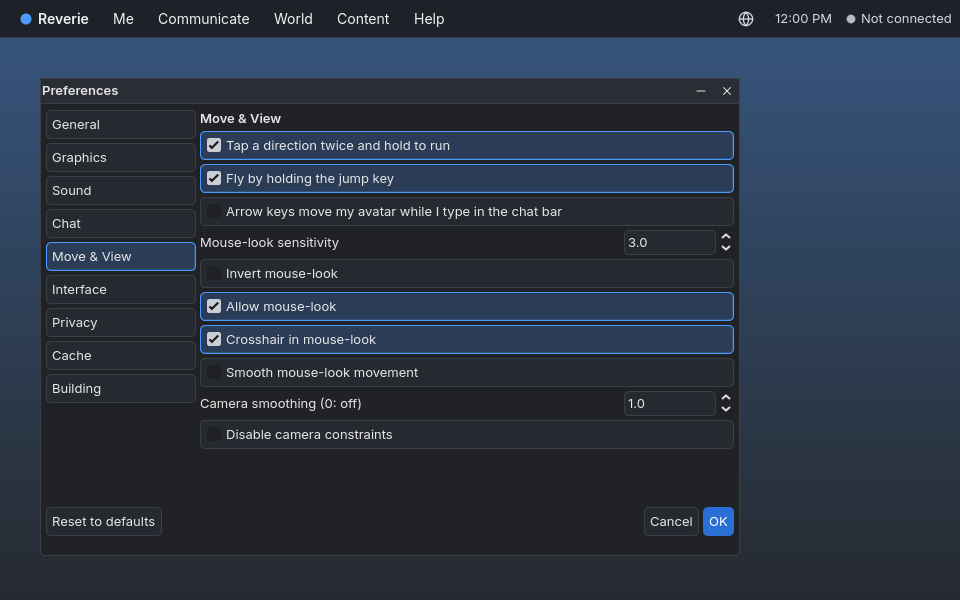 Reverie Me Communicate World Content Help 12:00 PM Not connected
Preferences
General
Graphics
Sound
Chat
Move & View
Interface
Privacy
Cache
Building
Move & View
Tap a direction twice and hold to run
Fly by holding the jump key
Arrow keys move my avatar while I type in the chat bar
Mouse-look sensitivity 3.0
Invert mouse-look
Allow mouse-look
Crosshair in mouse-look
Smooth mouse-look movement
Camera smoothing (0: off) 1.0
Disable camera constraints
Reset to defaults Cancel OK